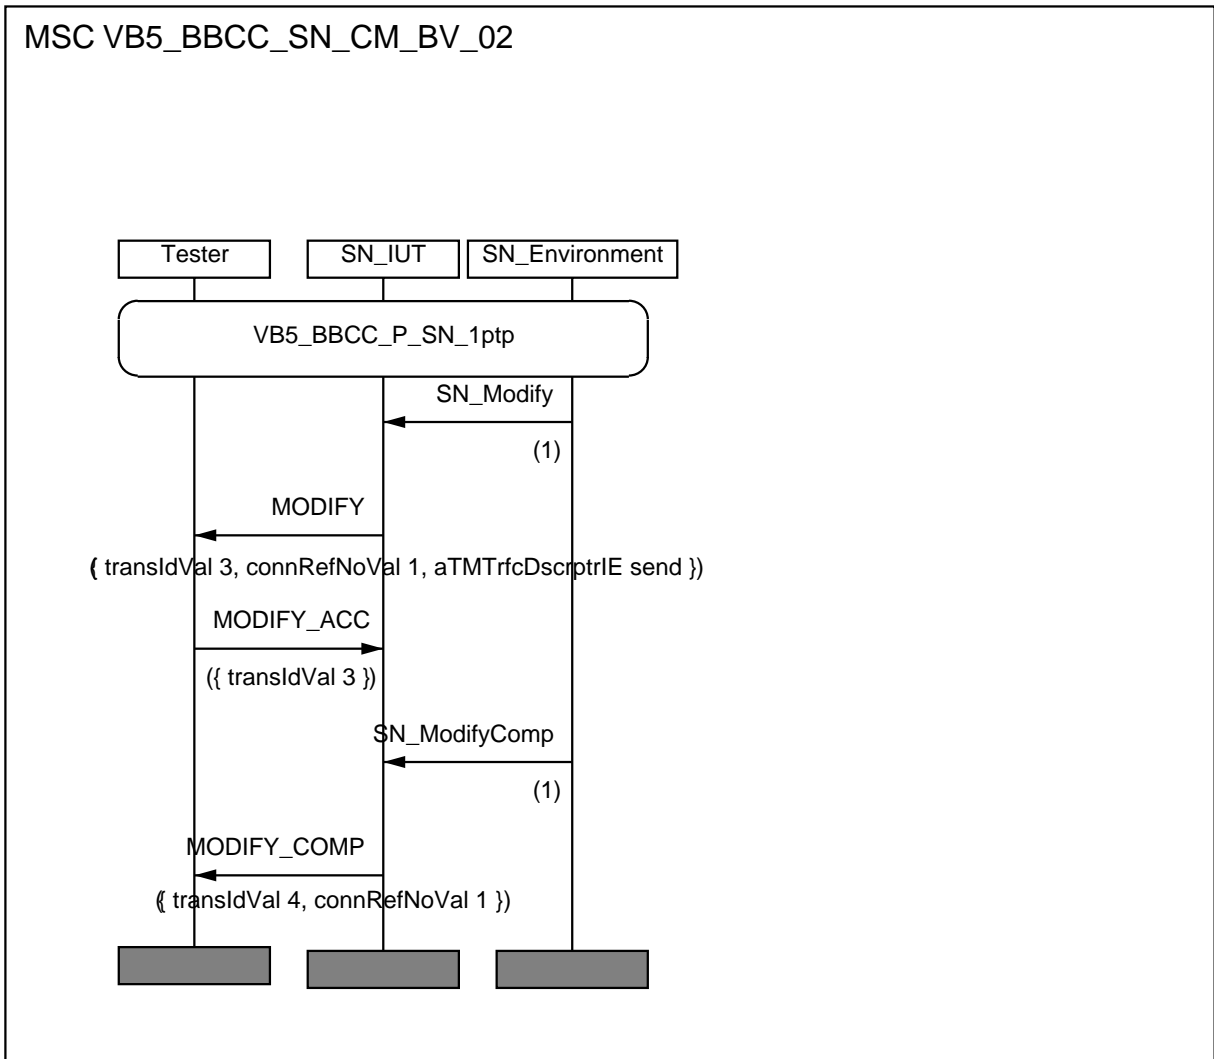 MSC VB5_BBCC_SN_CM_BV_02
Tester SN_IUT SN_Environment
VB5_BBCC_P_SN_1ptp
SN_Modify
(1)
MODIFY
({ transIdVal 3, connRefNoVal 1, aTMTrfcDscrptrIE send })
MODIFY_ACC
({ transIdVal 3 })
SN_ModifyComp
(1)
MODIFY_COMP
({ transIdVal 4, connRefNoVal 1 })